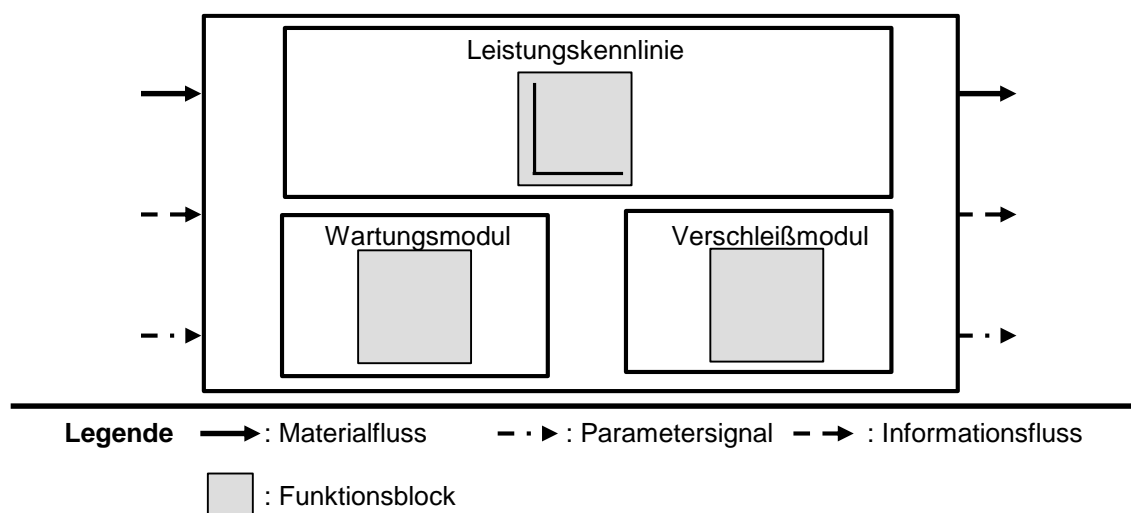 Leistungskennlinie
Wartungsmodul
Verschleißmodul
Legende : Materialfluss : Parametersignal : Informationsfluss
: Funktionsblock